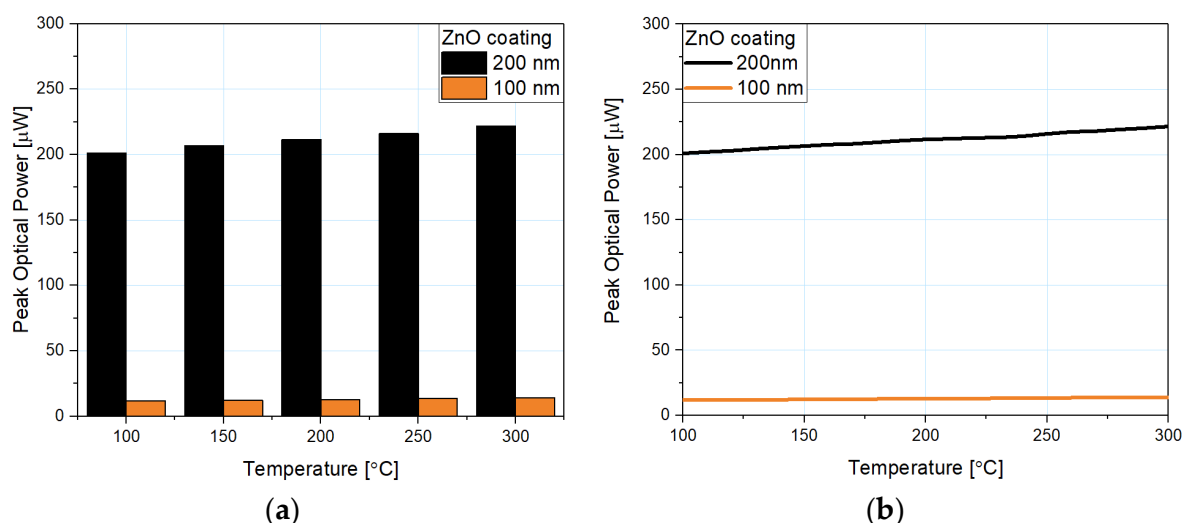 300
250
200
150
100
50
0
Peak Optical Power [μW]
ZnO coating
200 nm
100 nm
100 150 200 250 300
Temperature [°C]
(a)
300
250
200
150
100
50
0
Peak Optical Power [μW]
ZnO coating
200nm
100 nm
100 150 200 250 300
Temperature [°C]
(b)